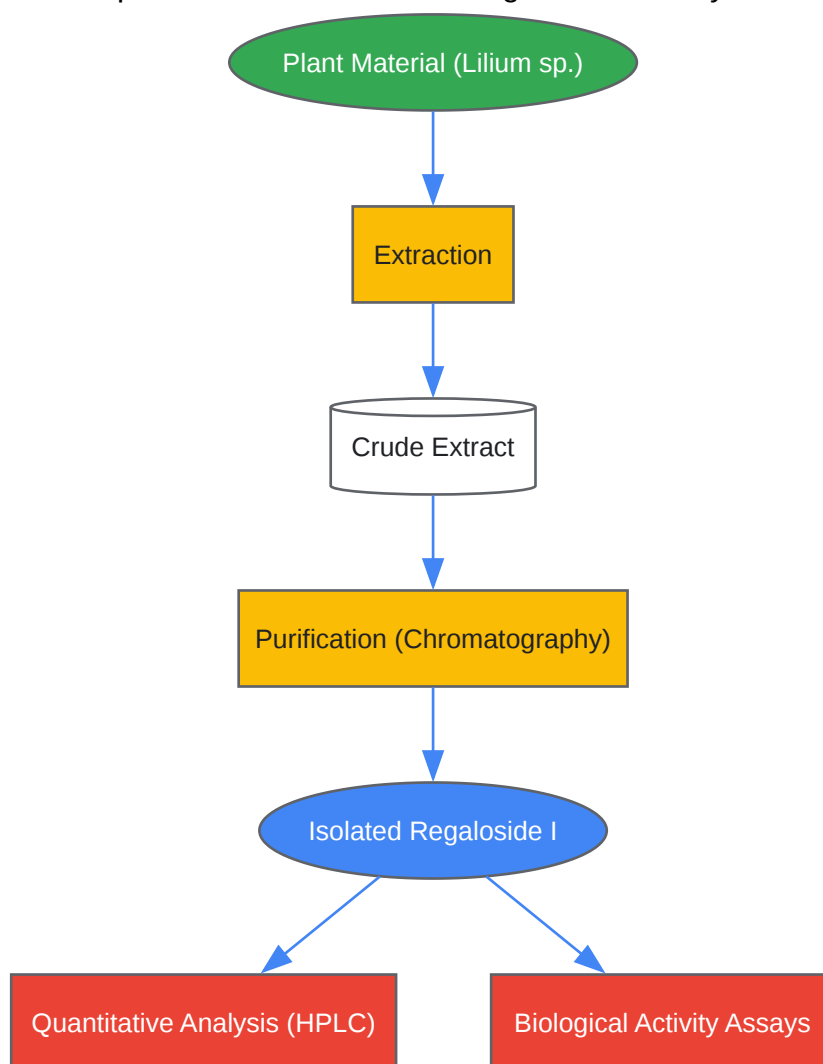 Plant Material (Lilium sp.)
Extraction
Crude Extract
Purification (Chromatography)
Isolated Regaloside I
Quantitative Analysis (HPLC)
Biological Activity Assays